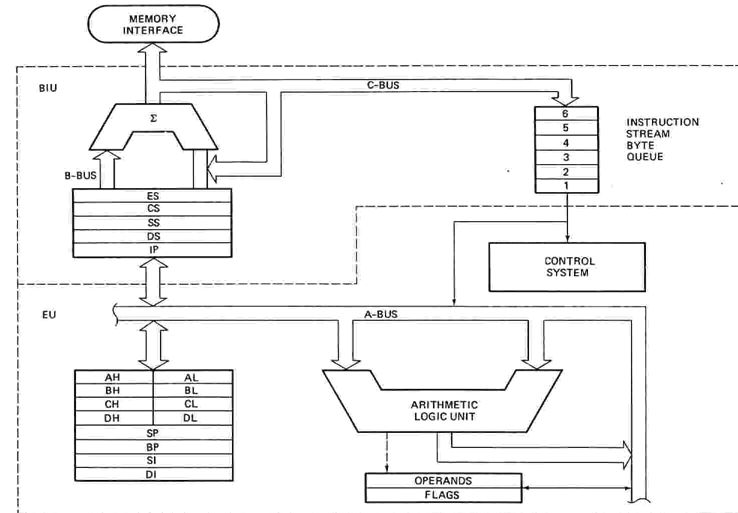 MEMORY
INTERFACE
BIU
C-BUS
Σ
B-BUS
6
5
4
3
2
1
INSTRUCTION
STREAM
BYTE
QUEUE
ES
CS
SS
DS
IP
CONTROL
SYSTEM
EU
A-BUS
AH AL
BH BL
CH CL
DH DL
SP
BP
SI
DI
ARITHMETIC
LOGIC UNIT
OPERANDS
FLAGS